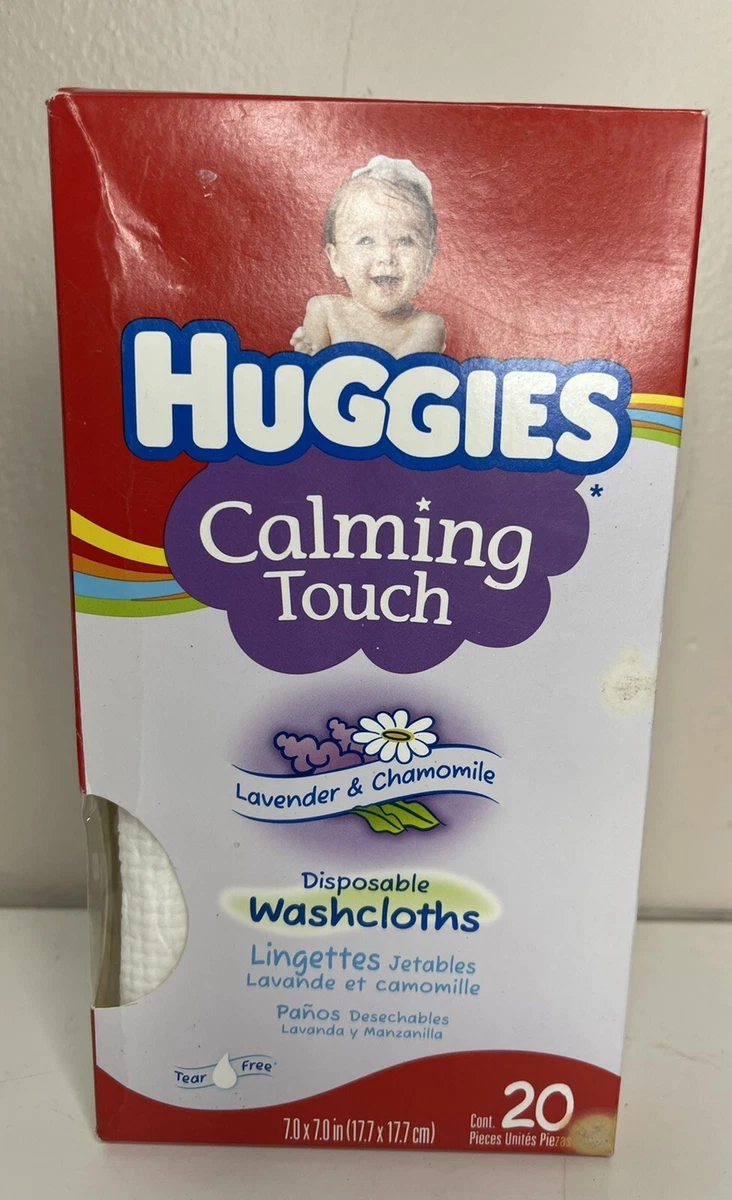 HUGGIES
*
Calming
Touch
Lavender & Chamomile
Disposable
Washcloths
Lingettes Jetables
Lavande et camomille
Paños Desechables
Lavanda y Manzanilla
Tear Free*
7.0 x 7.0 in (17.7 x 17.7 cm)
Cont. 20
Pieces Unités Piezas